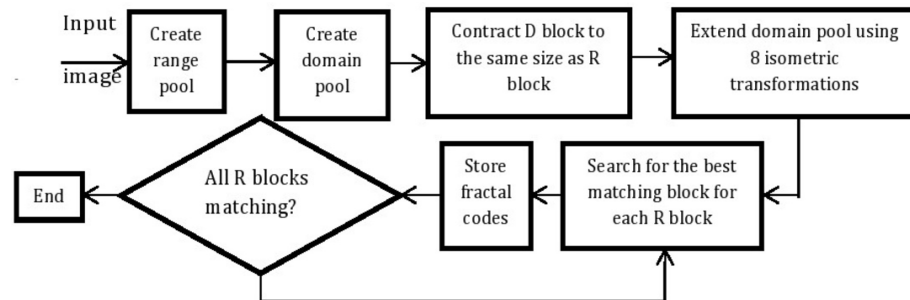 Input
image
Create
range
pool
Create
domain
pool
Contract D block to
the same size as R
block
Extend domain pool using
8 isometric
transformations
Search for the best
matching block for
each R block
Store
fractal
codes
All R blocks
matching?
End